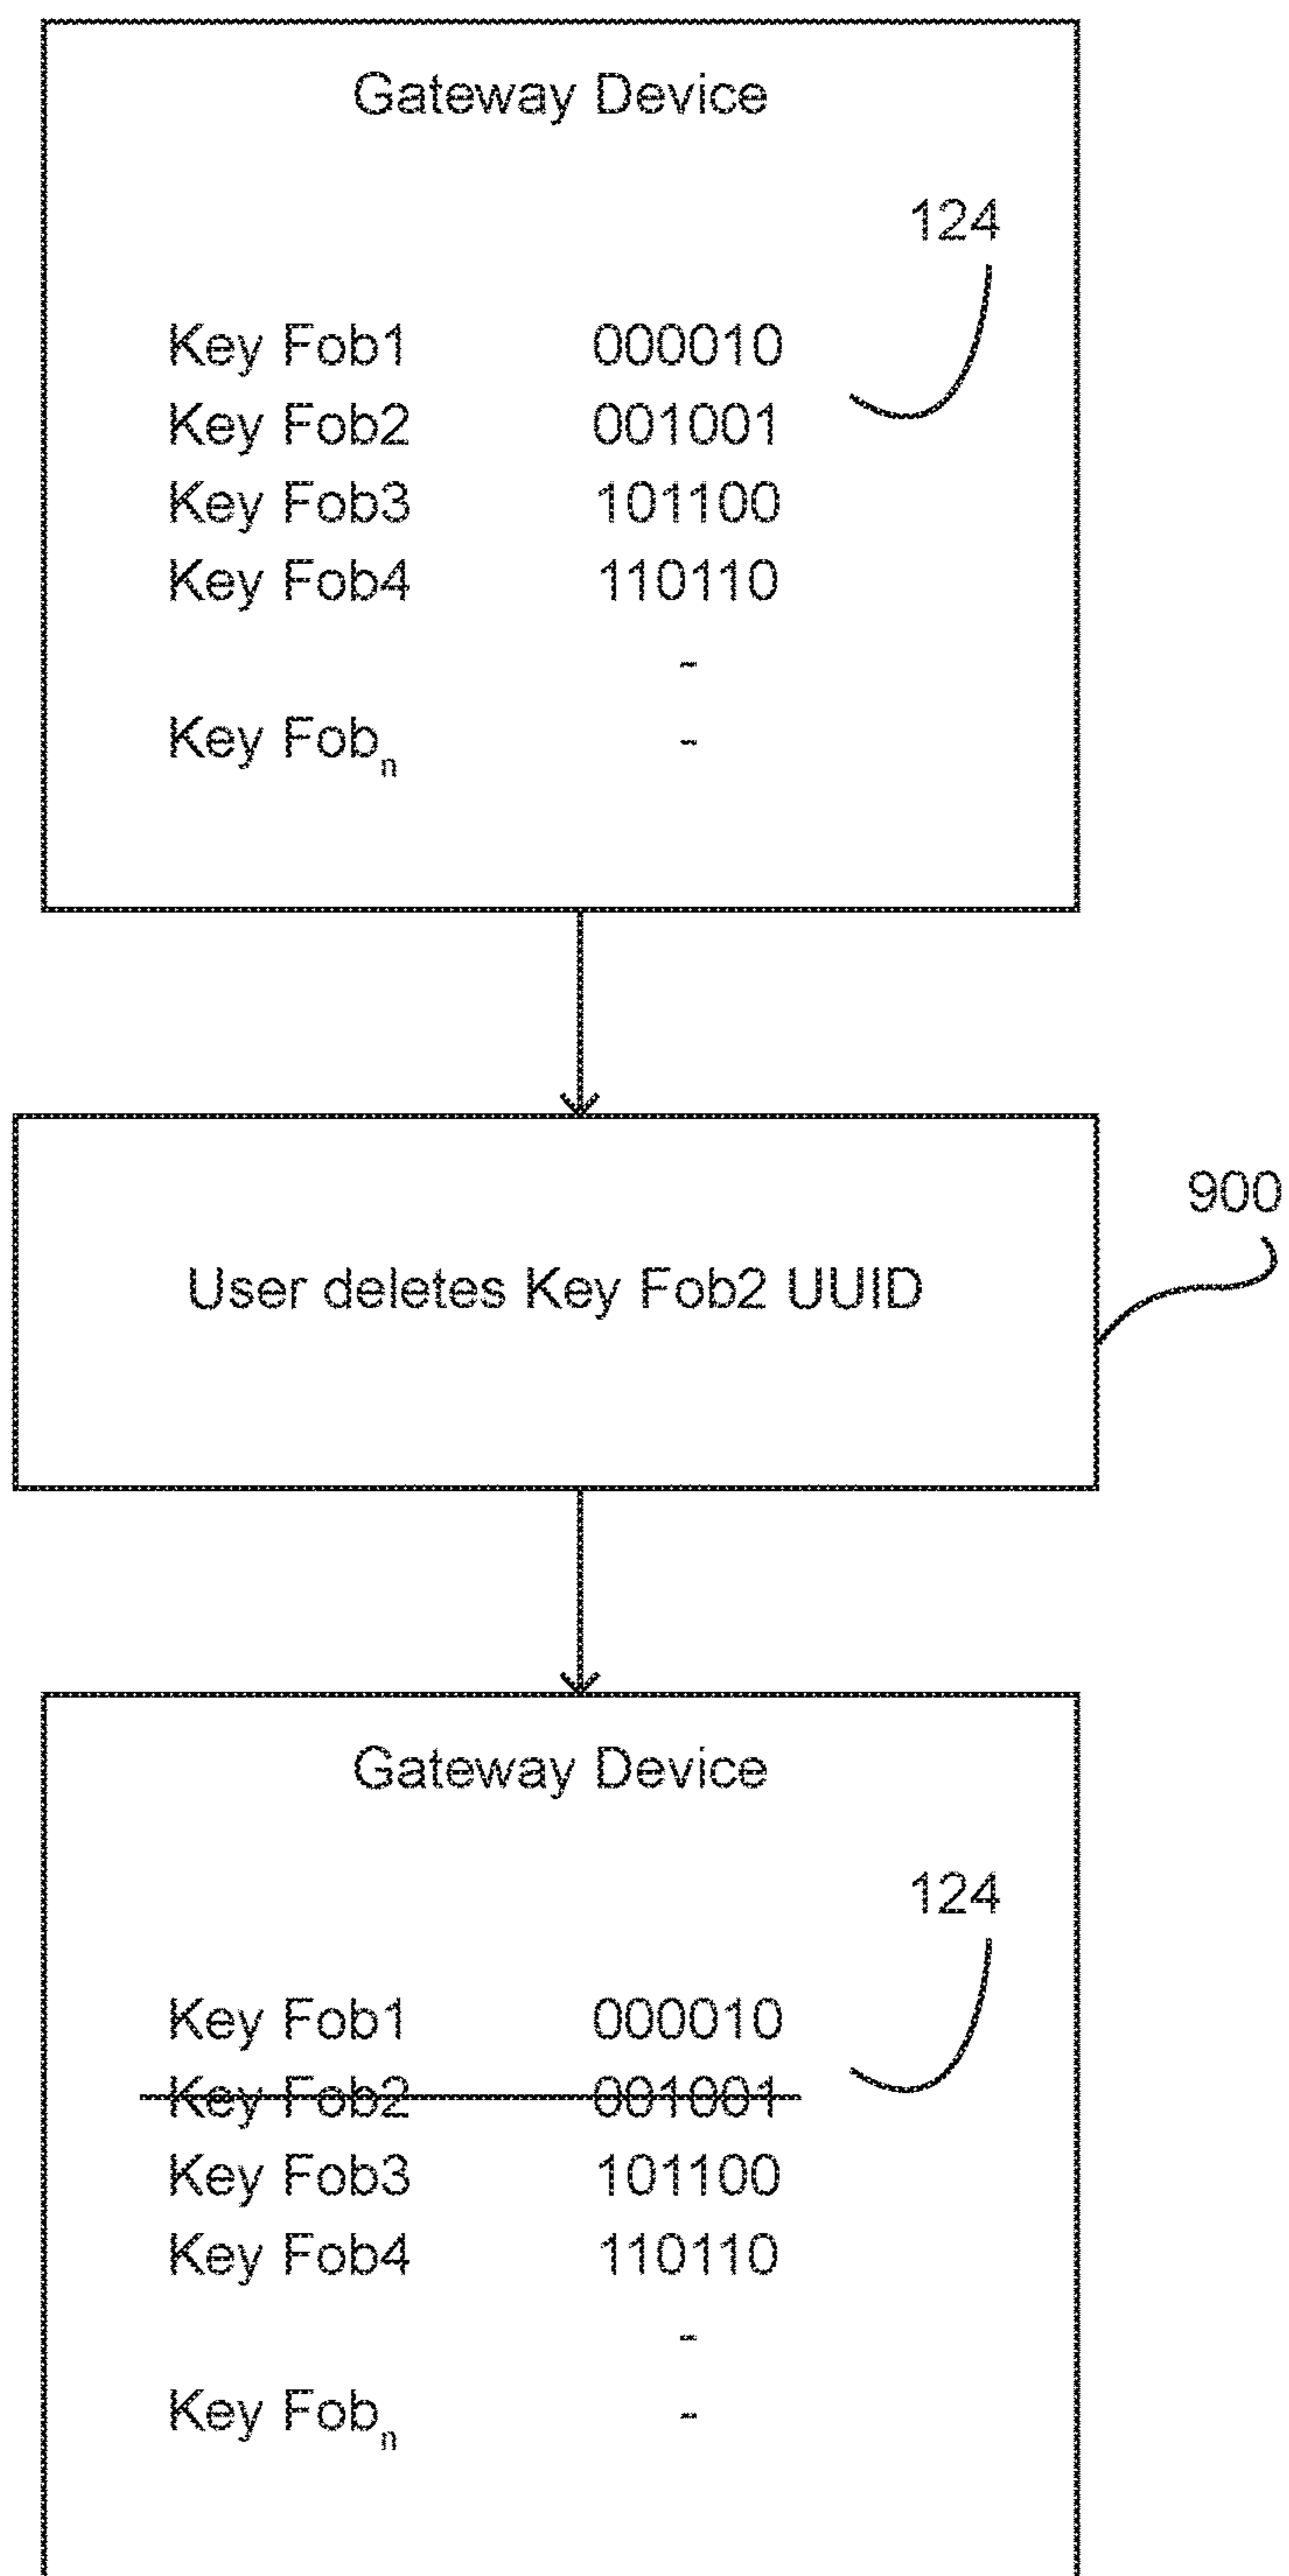 Gateway Device
124
Key Fob1 000010
Key Fob2 001001
Key Fob3 101100
Key Fob4 110110
-
Key Fobn -
User deletes Key Fob2 UUID
900
Gateway Device
124
Key Fob1 000010
Key Fob2 001001
Key Fob3 101100
Key Fob4 110110
-
Key Fobn -